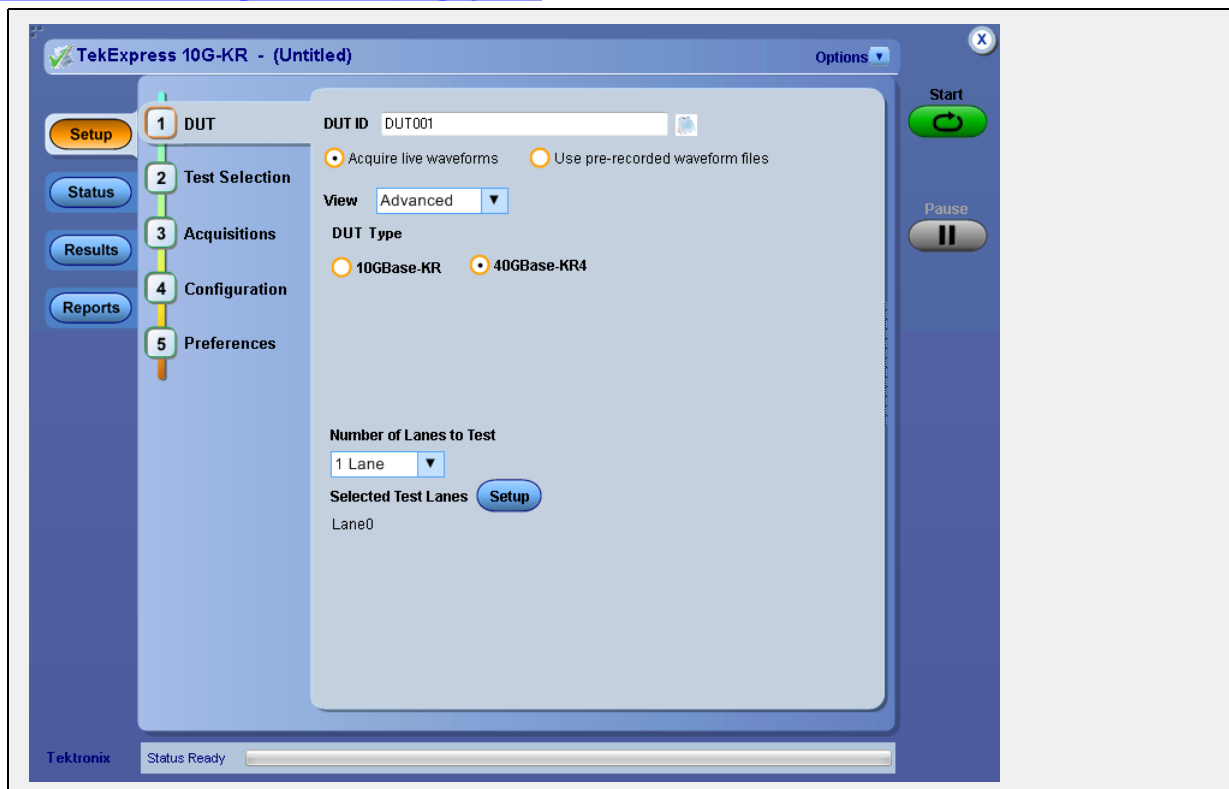 TekExpress 10G-KR - (Untitled)
Options
x
Start
Pause
Setup
Status
Results
Reports
1 DUT
2 Test Selection
3 Acquisitions
4 Configuration
5 Preferences
DUT ID DUT001
Acquire live waveforms Use pre-recorded waveform files
View Advanced
DUT Type
10GBase-KR 40GBase-KR4
Number of Lanes to Test
1 Lane
Selected Test Lanes Setup
Lane0
Tektronix Status Ready